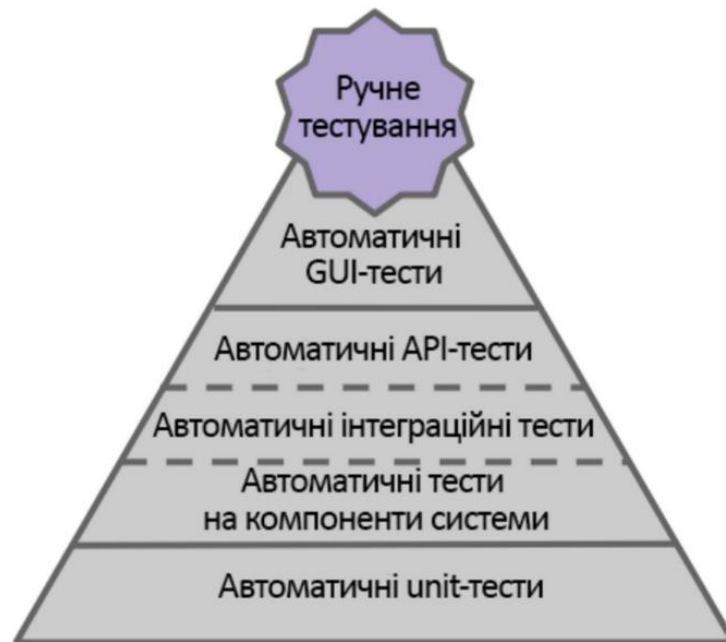 Ручне
тестування
Автоматичні
GUI-тести
Автоматичні API-тести
Автоматичні інтеграційні тести
Автоматичні тести
на компоненти системи
Автоматичні unit-тести